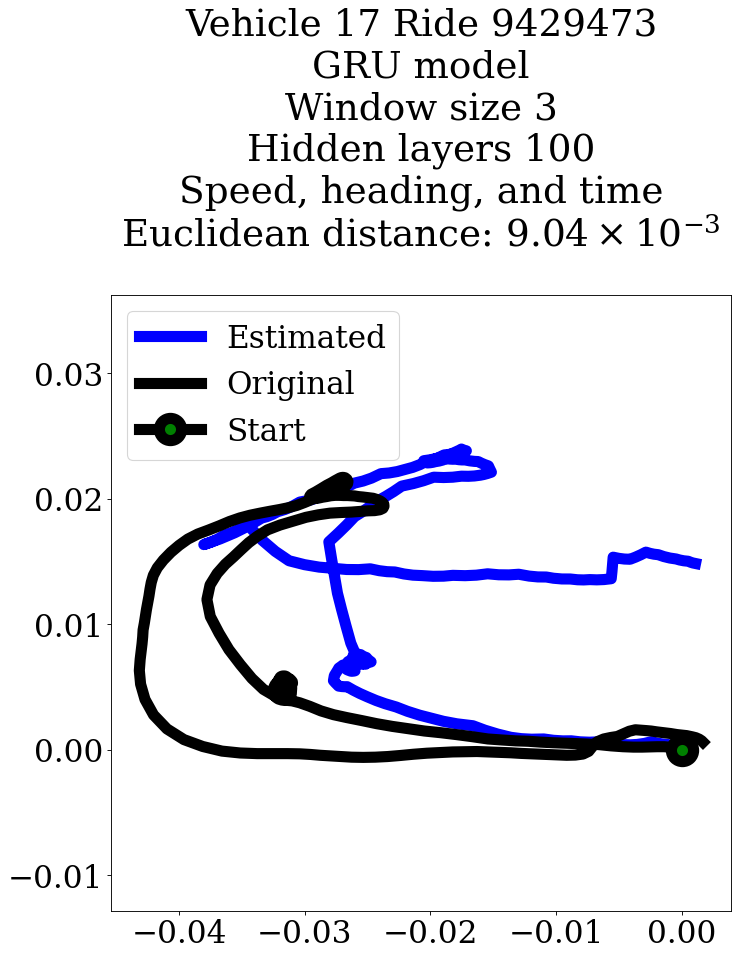 Vehicle 17 Ride 9429473
GRU model
Window size 3
Hidden layers 100
Speed, heading, and time
Euclidean distance: 9.04 × 10⁻³
Estimated
Original
Start
0.03
0.02
0.01
0.00
−0.01
−0.04 −0.03 −0.02 −0.01 0.00